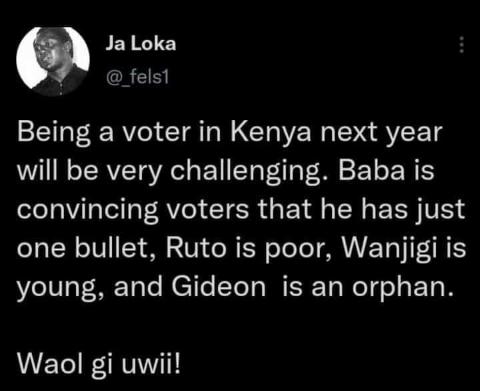 Ja Loka
@_fels1
Being a voter in Kenya next year
will be very challenging. Baba is
convincing voters that he has just
one bullet, Ruto is poor, Wanjigi is
young, and Gideon  is an orphan.
Waol gi uwii!